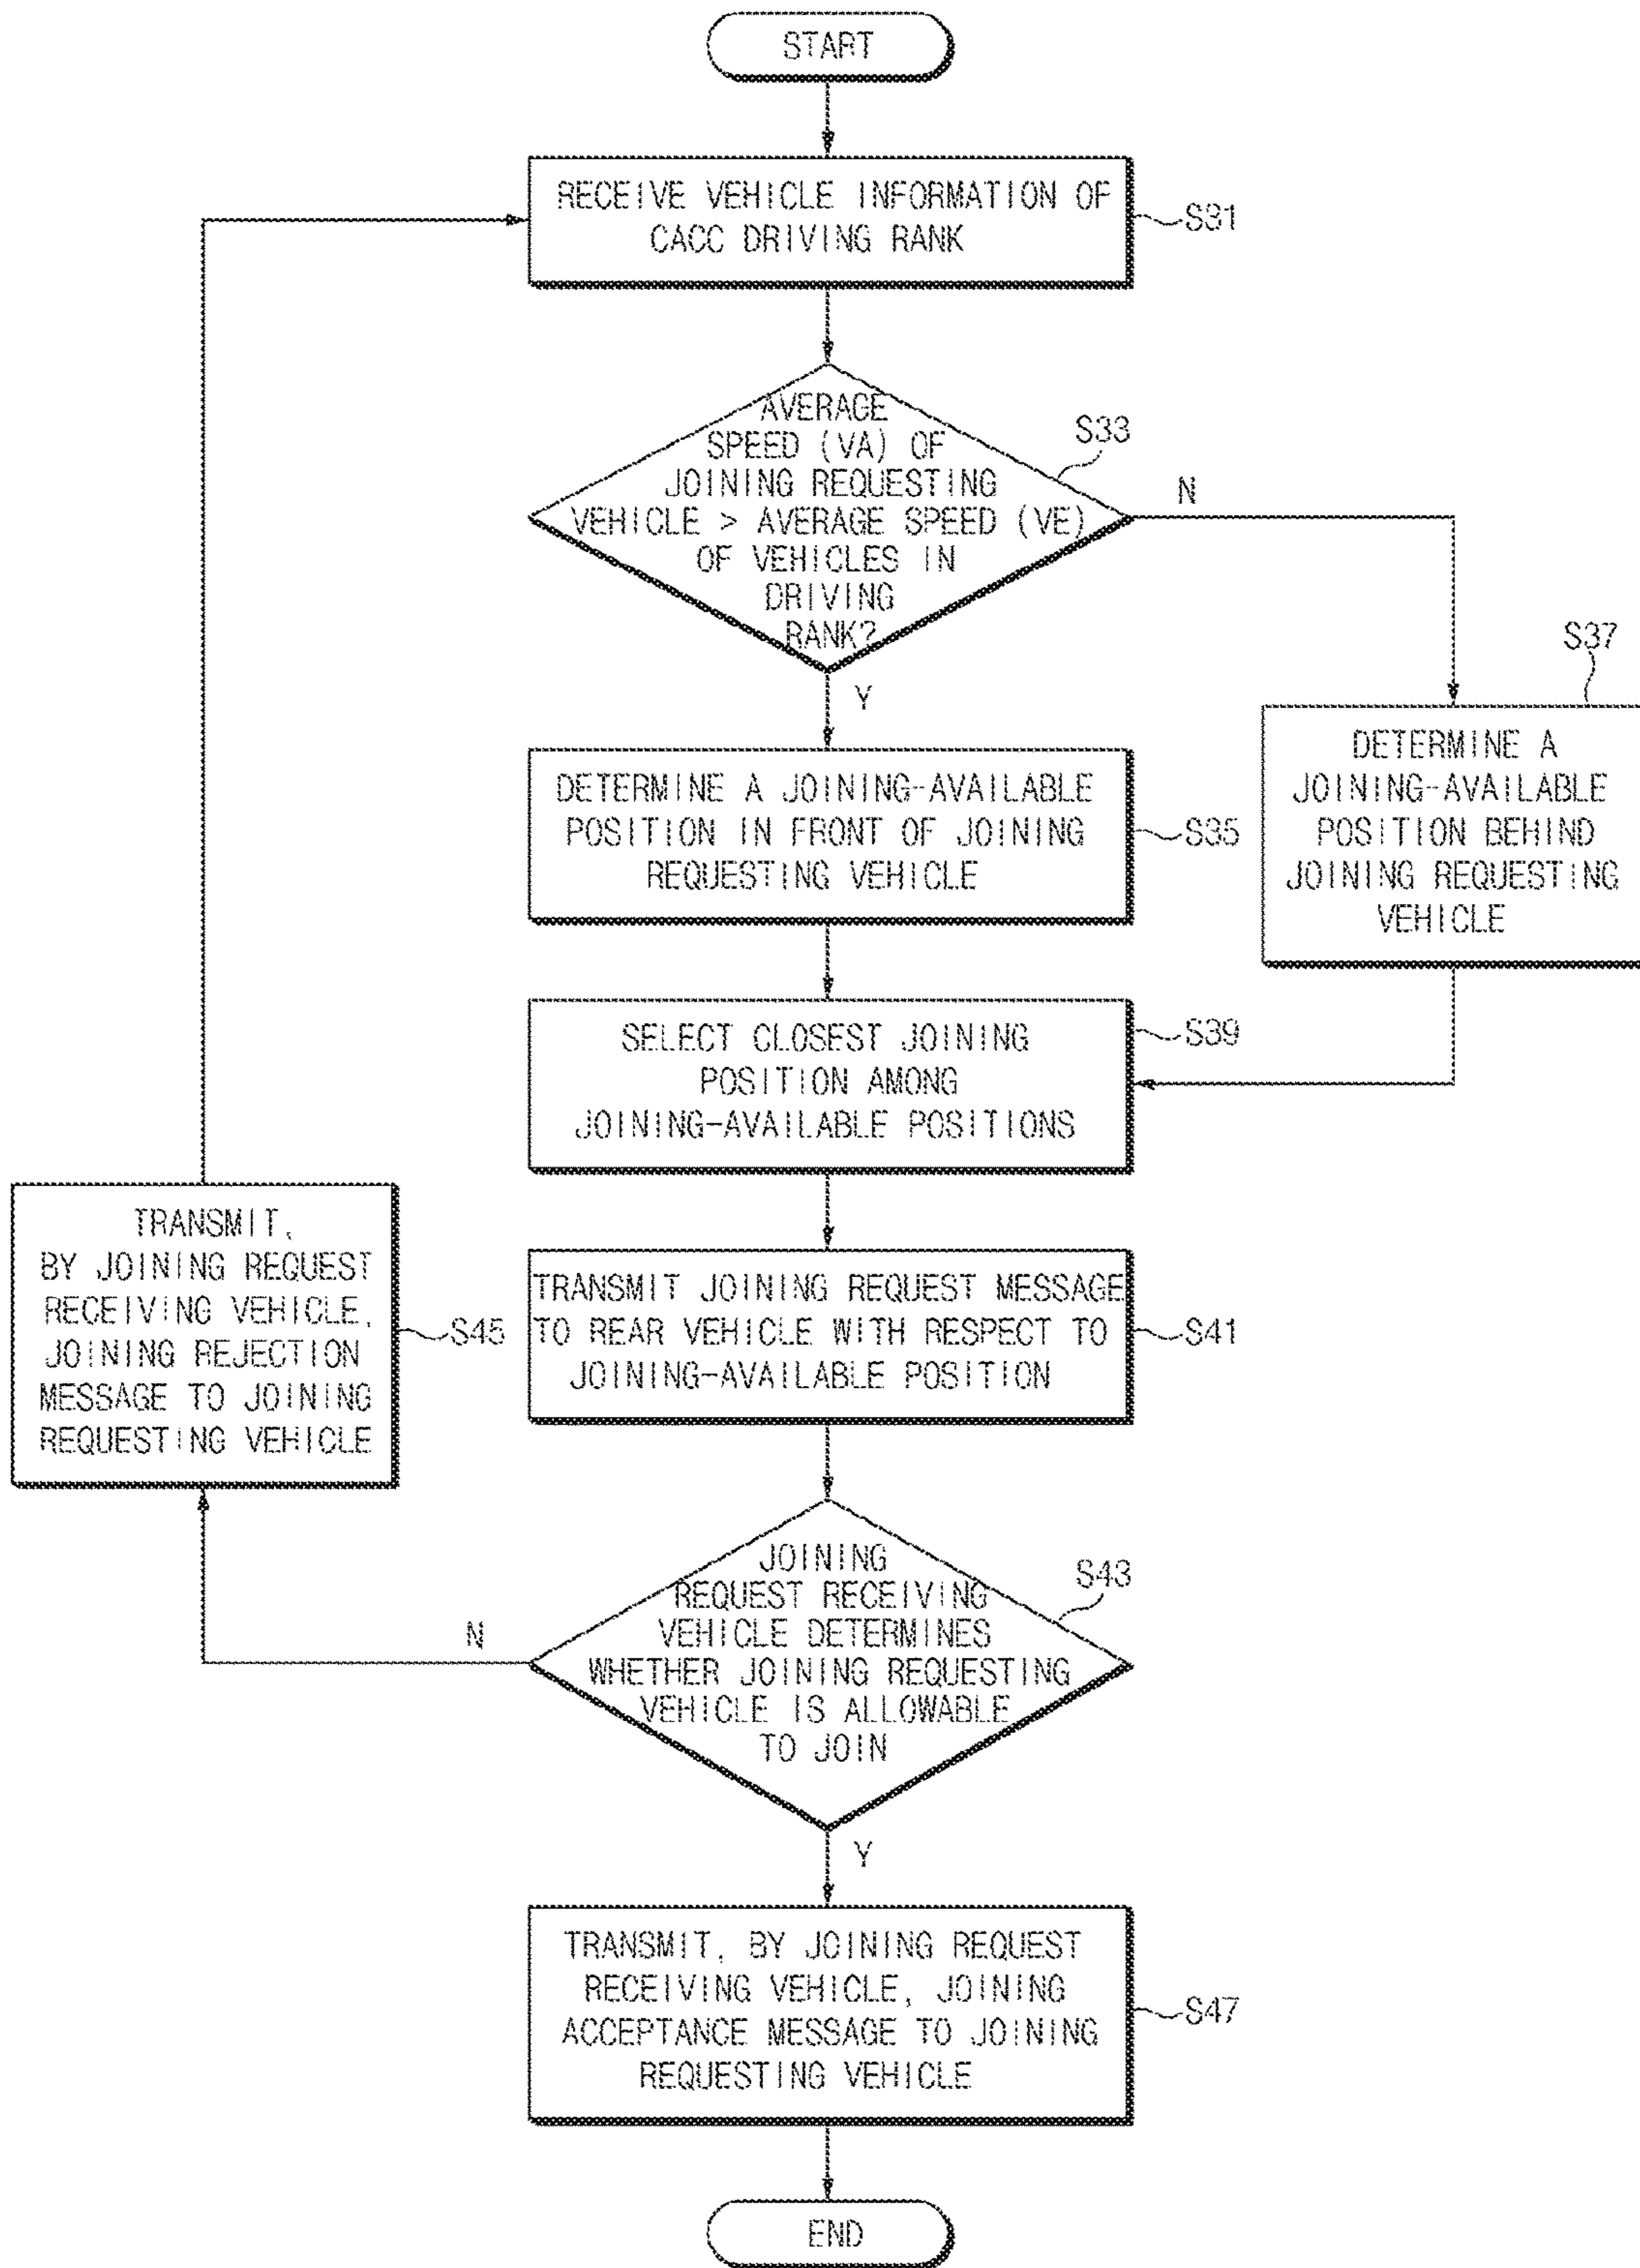 START
RECEIVE VEHICLE INFORMATION OF
CACC DRIVING RANK
S31
AVERAGE
SPEED (VA) OF
JOINING REQUESTING
VEHICLE > AVERAGE SPEED (VE)
OF VEHICLES IN
DRIVING
RANK?
S33
N
Y
S37
DETERMINE A
JOINING-AVAILABLE
POSITION BEHIND
JOINING REQUESTING
VEHICLE
DETERMINE A JOINING-AVAILABLE
POSITION IN FRONT OF JOINING
REQUESTING VEHICLE
S35
SELECT CLOSEST JOINING
POSITION AMONG
JOINING-AVAILABLE POSITIONS
S39
TRANSMIT JOINING REQUEST MESSAGE
TO REAR VEHICLE WITH RESPECT TO
JOINING-AVAILABLE POSITION
S41
TRANSMIT,
BY JOINING REQUEST
RECEIVING VEHICLE,
JOINING REJECTION
MESSAGE TO JOINING
REQUESTING VEHICLE
S45
JOINING
REQUEST RECEIVING
VEHICLE DETERMINES
WHETHER JOINING REQUESTING
VEHICLE IS ALLOWABLE
TO JOIN
S43
N
Y
TRANSMIT, BY JOINING REQUEST
RECEIVING VEHICLE, JOINING
ACCEPTANCE MESSAGE TO JOINING
REQUESTING VEHICLE
S47
END